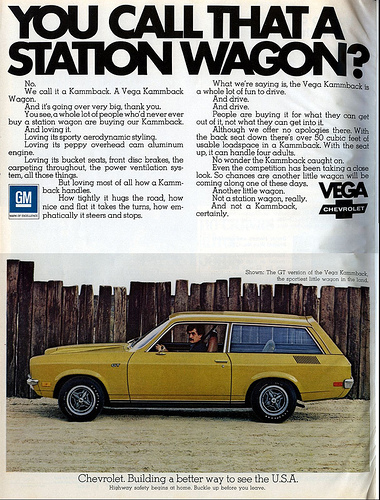 YOU CALL THAT A
STATION WAGON?
No.
We call it a Kammback. A Vega Kammback
Wagon.
And it's going over very big, thank you.
You see, a whole lot of people who'd never ever
buy a station wagon are buying our Kammback.
And loving it.
Loving its sporty aerodynamic styling.
Loving its peppy overhead cam aluminum
engine.
Loving its bucket seats, front disc brakes, the
carpeting throughout, the power ventilation sys-
tem, all those things.
But loving most of all how a Kamm-
back handles.
How tightly it hugs the road, how
nice and flat it takes the turns, how em-
phatically it steers and stops.
GM
MARK OF EXCELLENCE
What we're saying is, the Vega Kammback is
a whole lot of fun to drive.
And drive.
And drive.
People are buying it for what they can get
out of it, not what they can get into it.
Although we offer no apologies there. With
the back seat down there's over 50 cubic feet of
usable loadspace in a Kammback. With the seat
up, it can handle four adults.
No wonder the Kammback caught on.
Even the competition has been taking a close
look. So chances are another little wagon will be
coming along one of these days.
Another little wagon.
Not a station wagon, really.
And not a Kammback,
certainly.
VEGA
CHEVROLET
Shown: The GT version of the Vega Kammback,
the sportiest little wagon in the land.
Chevrolet. Building a better way to see the U.S.A.
Highway safety begins at home. Buckle up before you leave.